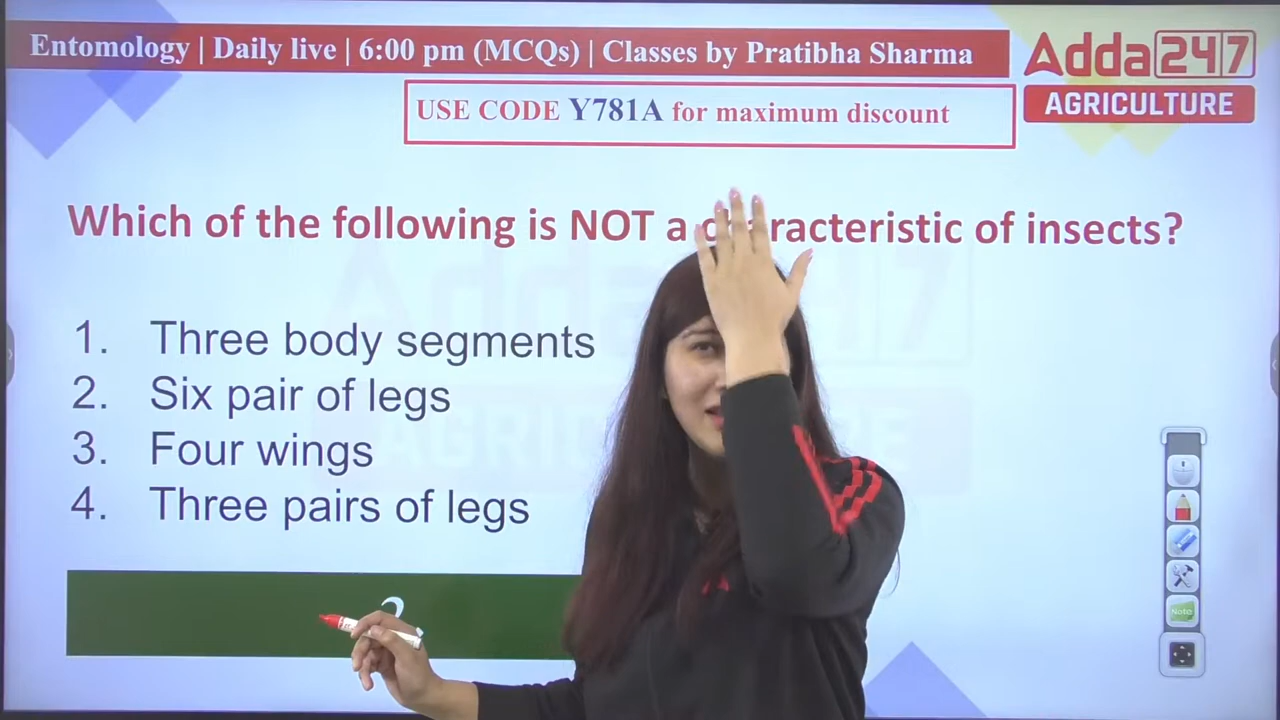 Entomology | Daily live | 6:00 pm (MCQs) | Classes by Pratibha Sharma
Adda247
AGRICULTURE
USE CODE Y781A for maximum discount
Which of the following is NOT a characteristic of insects?
1. Three body segments
2. Six pair of legs
3. Four wings
4. Three pairs of legs
Note